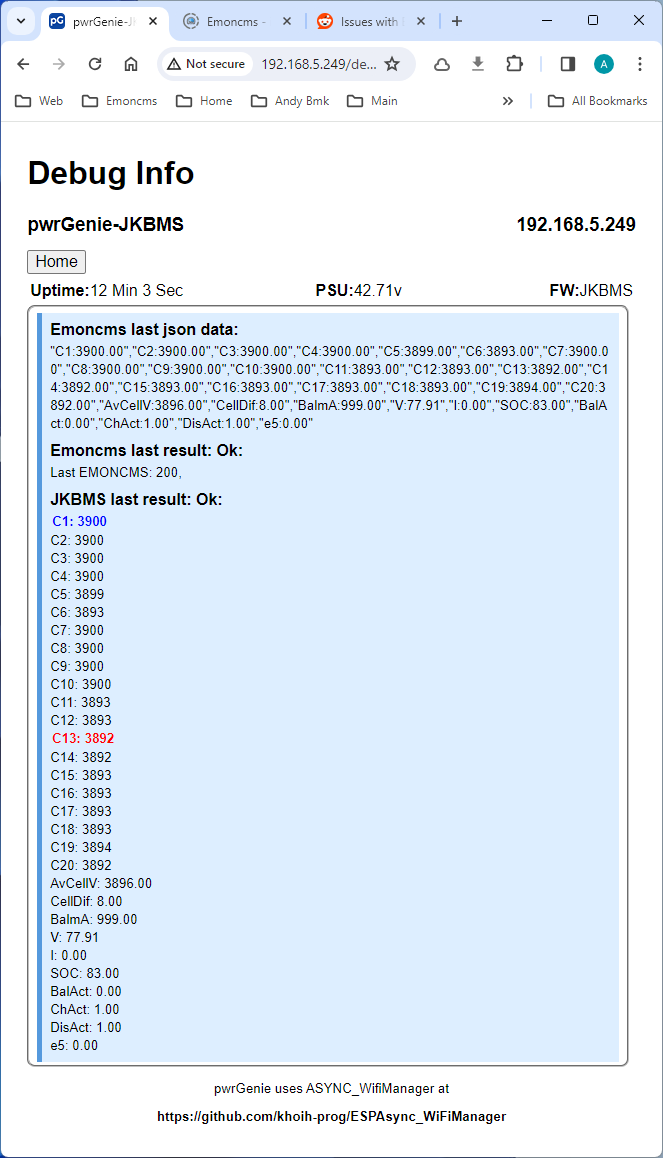 pwrGenie-J
Emoncms -
Issues with
Not secure
192.168.5.249/de...
A
Web
Emoncms
Home
Andy Bmk
Main
All Bookmarks
Debug Info
pwrGenie-JKBMS 192.168.5.249
Home
Uptime:12 Min 3 Sec PSU:42.71v FW:JKBMS
Emoncms last json data:
"C1:3900.00","C2:3900.00","C3:3900.00","C4:3900.00","C5:3899.00","C6:3893.00","C7:3900.0
0","C8:3900.00","C9:3900.00","C10:3900.00","C11:3893.00","C12:3893.00","C13:3892.00","C1
4:3892.00","C15:3893.00","C16:3893.00","C17:3893.00","C18:3893.00","C19:3894.00","C20:3
892.00","AvCellV:3896.00","CellDif:8.00","BalmA:999.00","V:77.91","I:0.00","SOC:83.00","BalA
ct:0.00","ChAct:1.00","DisAct:1.00","e5:0.00"
Emoncms last result: Ok:
Last EMONCMS: 200,
JKBMS last result: Ok:
C1: 3900
C2: 3900
C3: 3900
C4: 3900
C5: 3899
C6: 3893
C7: 3900
C8: 3900
C9: 3900
C10: 3900
C11: 3893
C12: 3893
C13: 3892
C14: 3892
C15: 3893
C16: 3893
C17: 3893
C18: 3893
C19: 3894
C20: 3892
AvCellV: 3896.00
CellDif: 8.00
BalmA: 999.00
V: 77.91
I: 0.00
SOC: 83.00
BalAct: 0.00
ChAct: 1.00
DisAct: 1.00
e5: 0.00
pwrGenie uses ASYNC_WifiManager at
https://github.com/khoih-prog/ESPAsync_WiFiManager